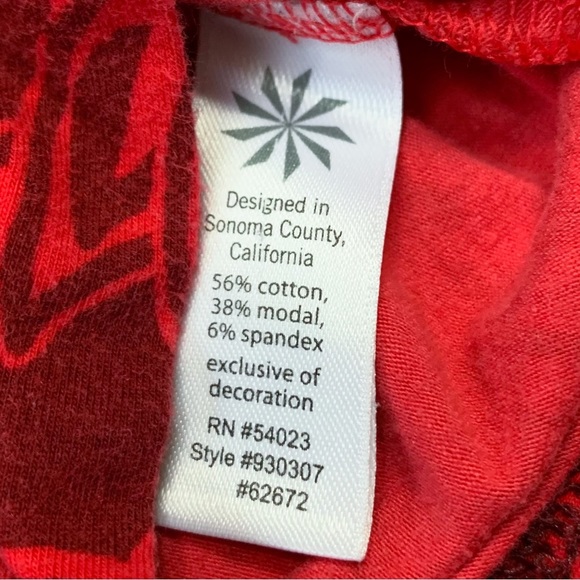 Designed in
Sonoma County,
California
56% cotton,
38% modal,
6% spandex
exclusive of
decoration
RN #54023
Style #930307
#62672